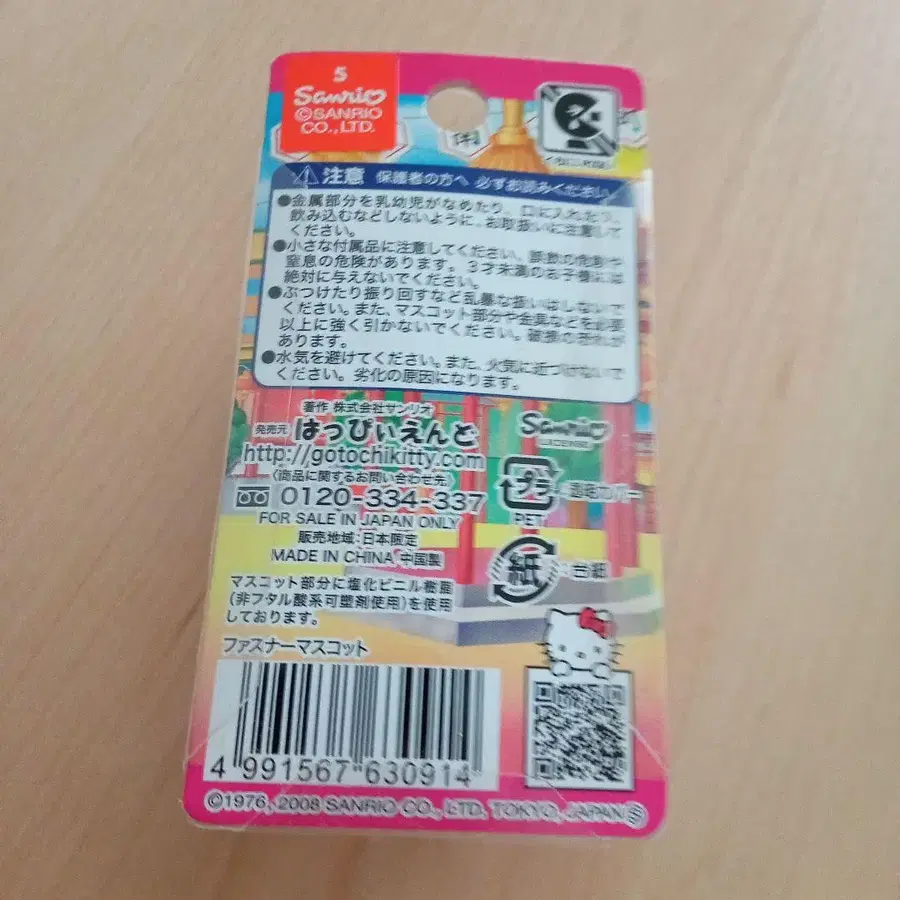 5
Sanrio
©SANRIO
CO., LTD.
注意 保護者の方へ 必ずお読みください
●金属部分を乳幼児がなめたり、口に入れたり、
飲み込むなどしないように、お取扱いに注意して
ください。
●小さな付属品に注意してください。誤飲の危険や
窒息の危険があります。3才未満のお子様には
絶対に与えないでください。
●ぶつけたり振り回すなど乱暴な扱いはしないで
ください。また、マスコット部分や金具などを必要
以上に強く引かないでください。破損の恐れが
あります。
●水気を避けてください。また、火気に近づけないで
ください。劣化の原因になります。
著作 株式会社サンリオ
発売元 はっぴぃえんど
http://gotochikitty.com
〈商品に関するお問い合わせ先〉
0120-334-337
FOR SALE IN JAPAN ONLY
販売地域:日本限定
MADE IN CHINA 中国製
Sanrio
LICENSE
プラ :透明カバー
PET
紙 :台紙
マスコット部分に塩化ビニル樹脂
(非フタル酸系可塑剤使用)を使用
しております。
ファスナーマスコット
4 991567 630914
©1976, 2008 SANRIO CO., LTD. TOKYO, JAPAN Ⓢ